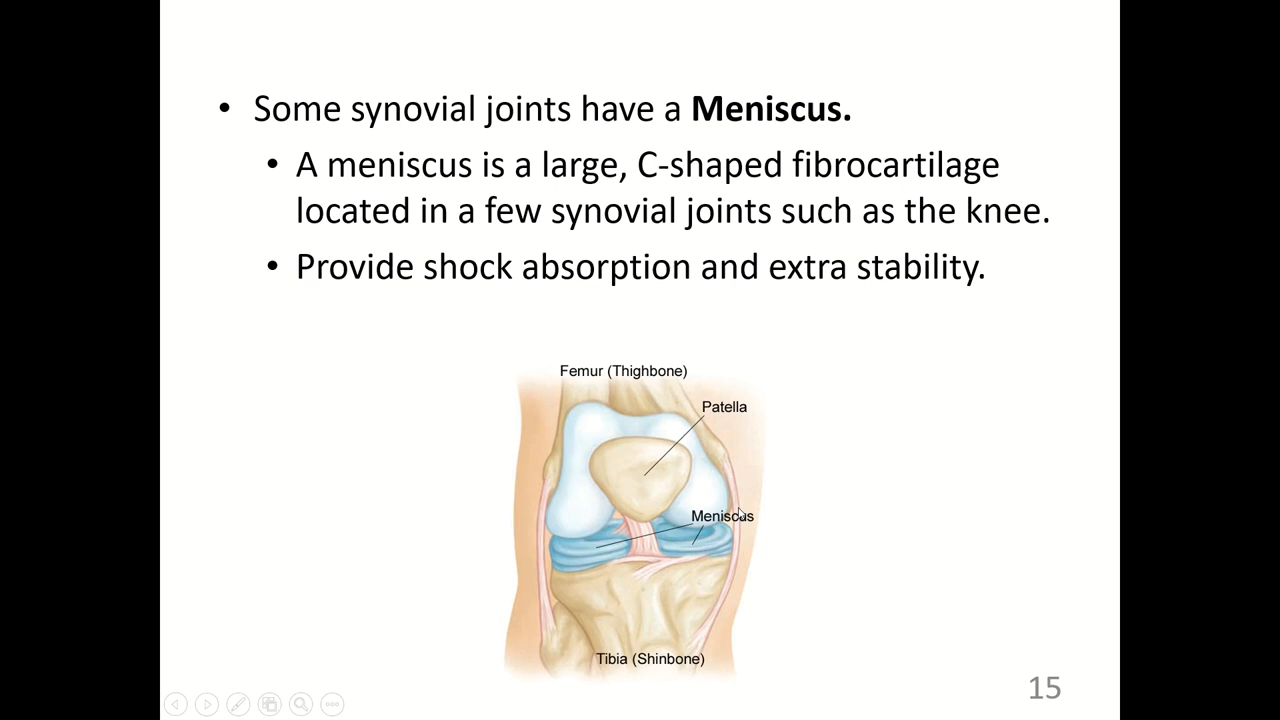 • Some synovial joints have a Meniscus.
• A meniscus is a large, C-shaped fibrocartilage
located in a few synovial joints such as the knee.
• Provide shock absorption and extra stability.
Femur (Thighbone)
Patella
Meniscus
Tibia (Shinbone)
15